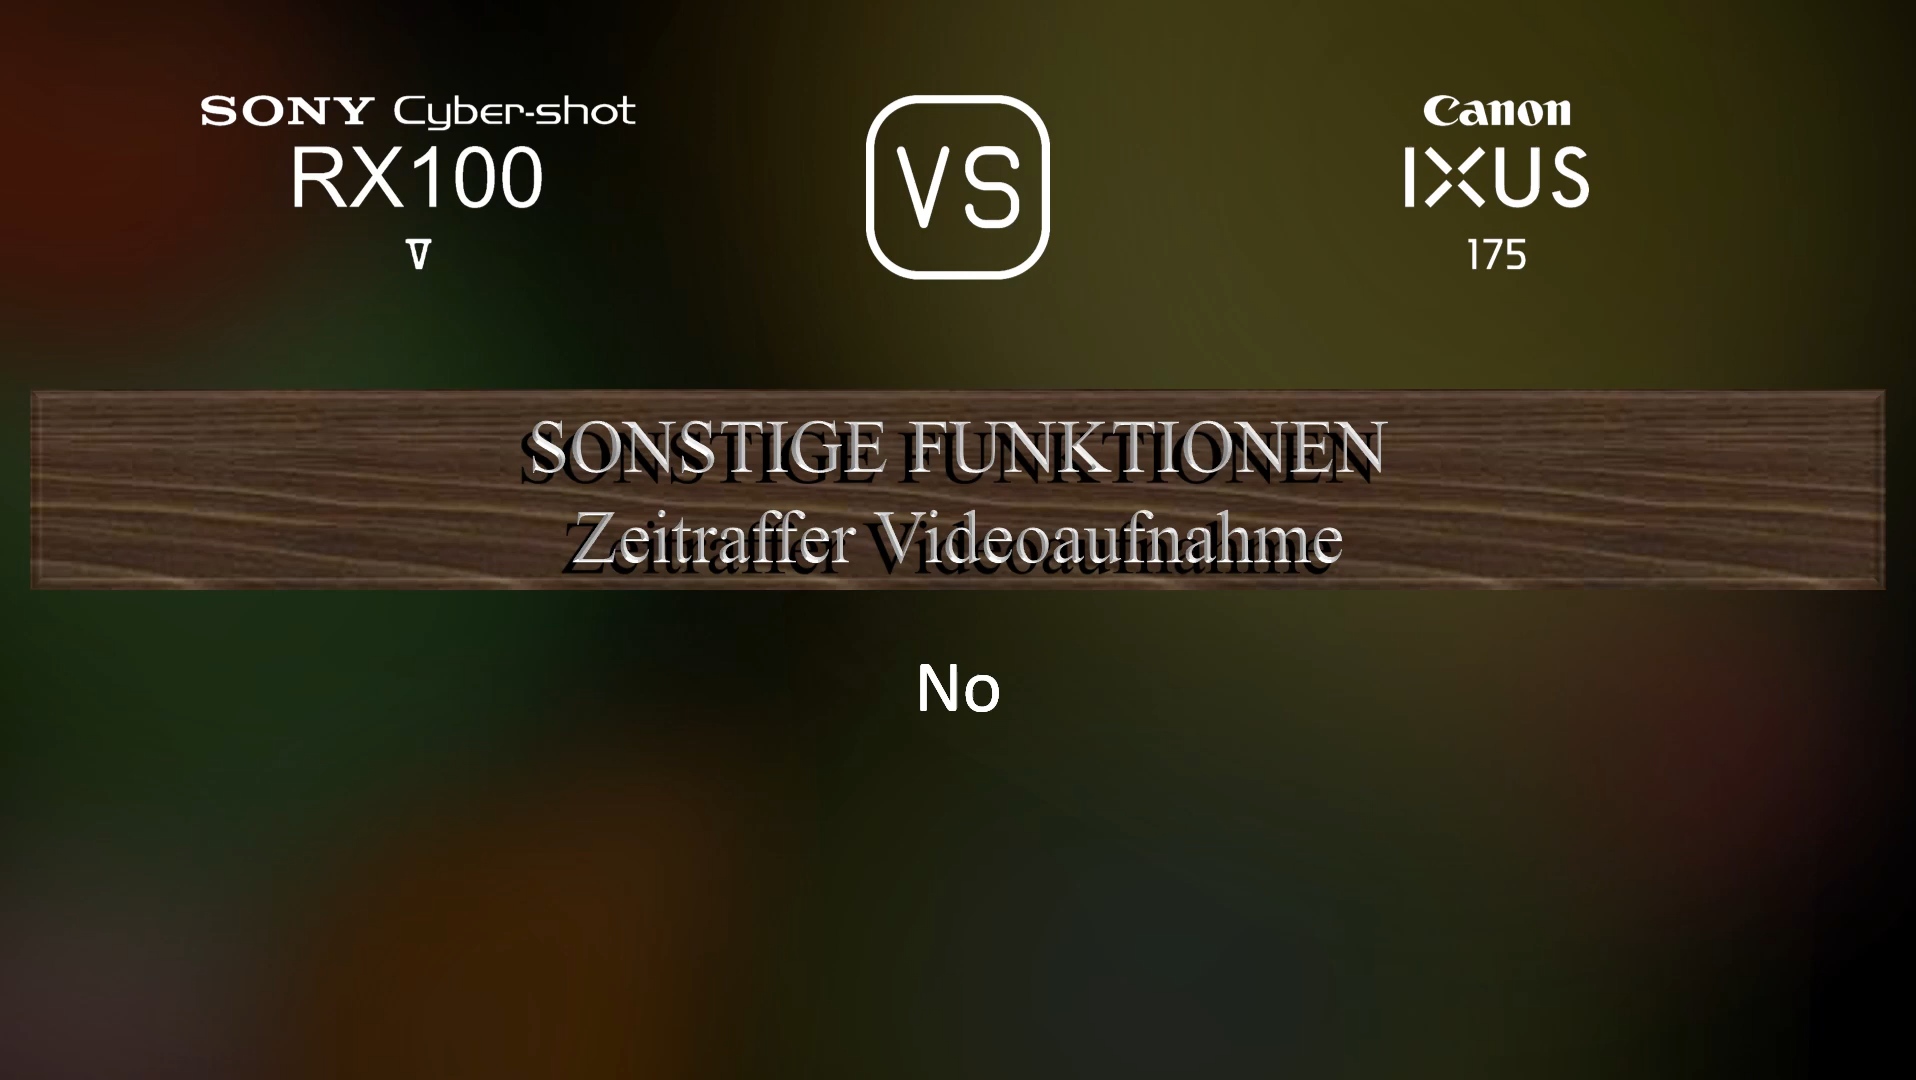 SONY Cyber-shot
RX100
V
VS
Canon
IXUS
175
SONSTIGE FUNKTIONEN
Zeitraffer Videoaufnahme
No